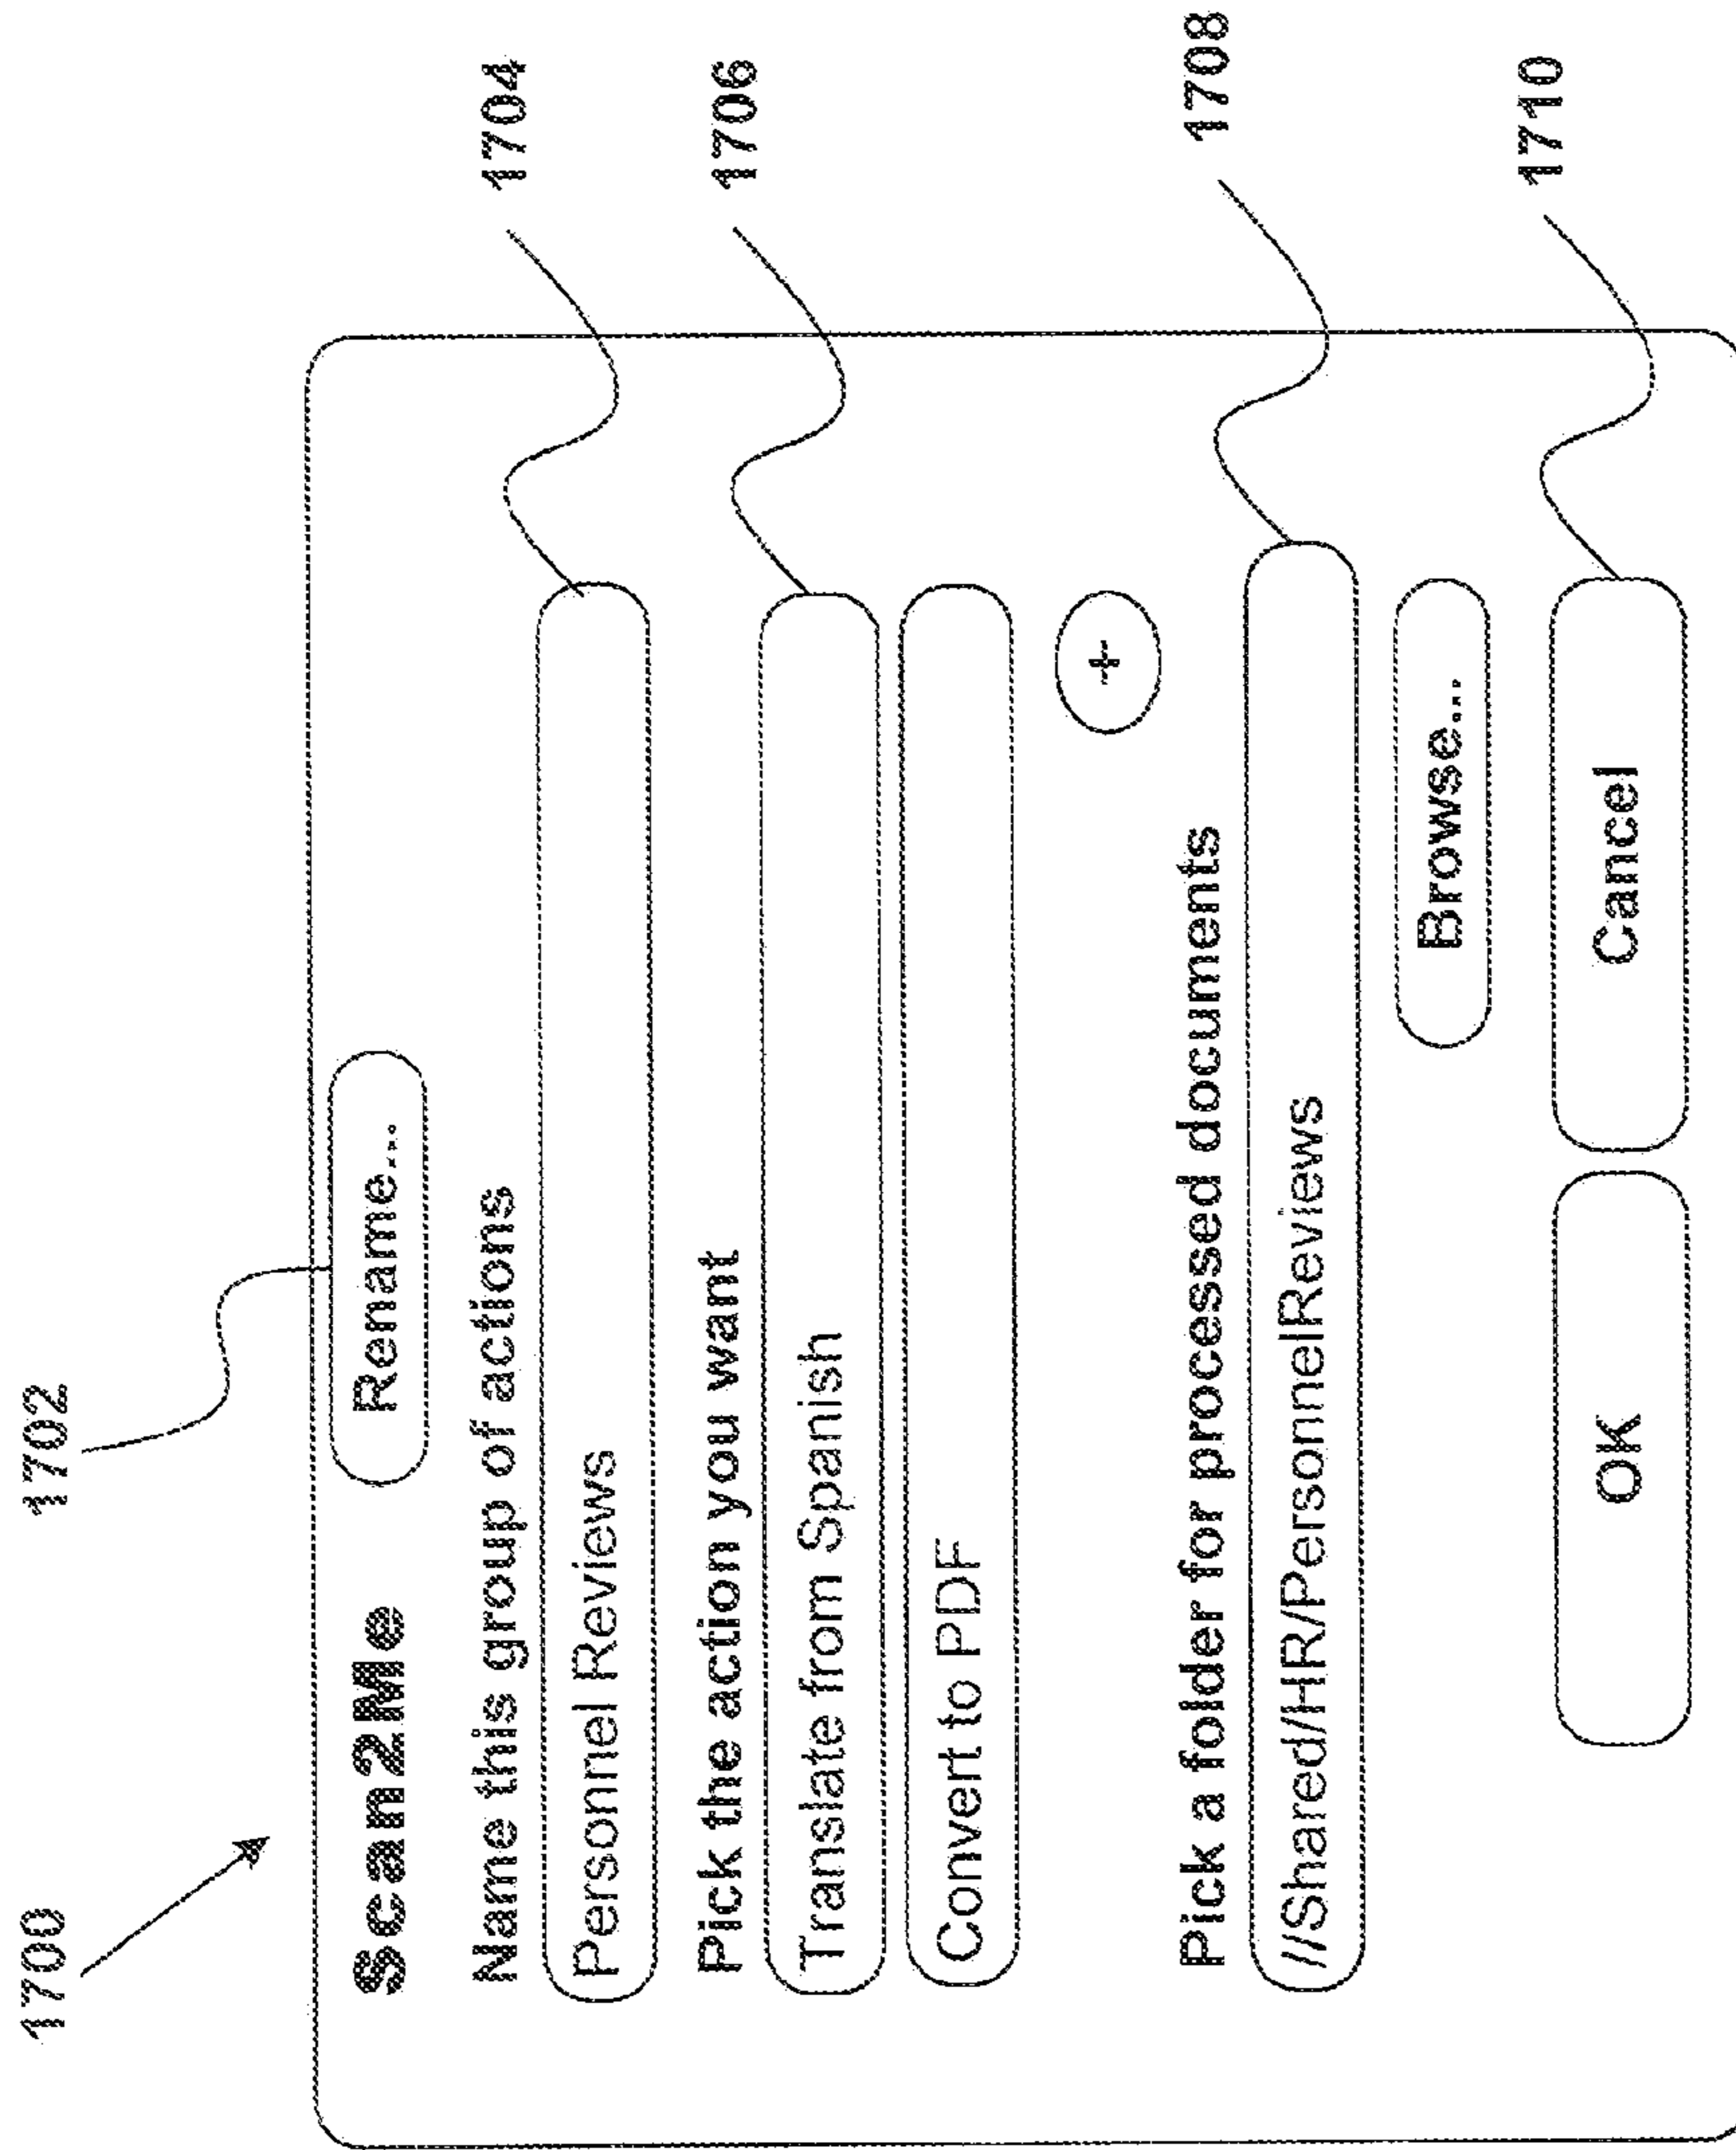 1700
1702
Scan2Me Rename...
Name this group of actions
Personnel Reviews
1704
Pick the action you want
Translate from Spanish
1706
Convert to PDF
+
Pick a folder for processed documents
//Shared/HR/PersonnelReviews
1708
Browse...
OK Cancel
1710